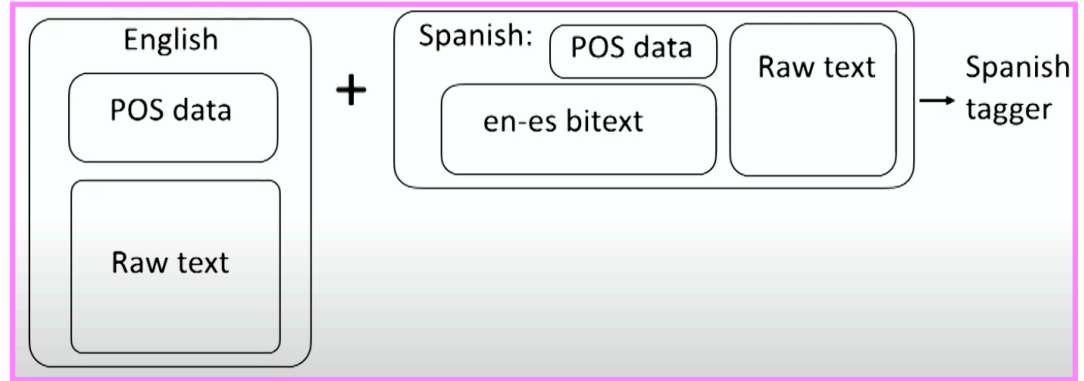 English
POS data
Raw text
+
Spanish:
POS data
en-es bitext
Raw text
Spanish
tagger